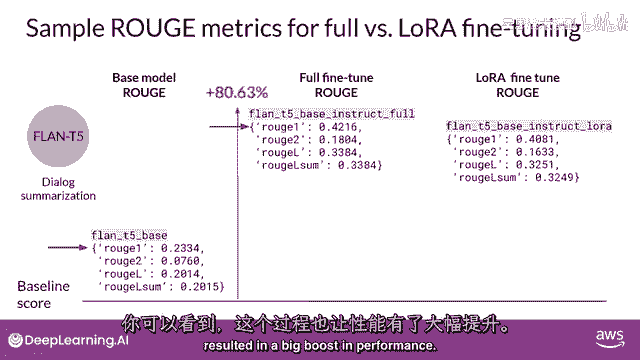 Sample ROUGE metrics for full vs. LoRA fine-tuning
Base model
ROUGE
+80.63%
Full fine-tune
ROUGE
LoRA fine tune
ROUGE
FLAN-T5
Dialog
summarization
flan_t5_base_instruct_full
{'rouge1': 0.4216,
'rouge2': 0.1804,
'rougeL': 0.3384,
'rougeLsum': 0.3384}
flan_t5_base_instruct_lora
{'rouge1': 0.4081,
'rouge2': 0.1633,
'rougeL': 0.3251,
'rougeLsum': 0.3249}
flan_t5_base
{'rouge1': 0.2334,
'rouge2': 0.0760,
'rougeL': 0.2014,
'rougeLsum': 0.2015}
Baseline
score
你可以看到，这个过程也让性能有了大幅提升。
resulted in a big boost in performance.
DeepLearning.AI
aws